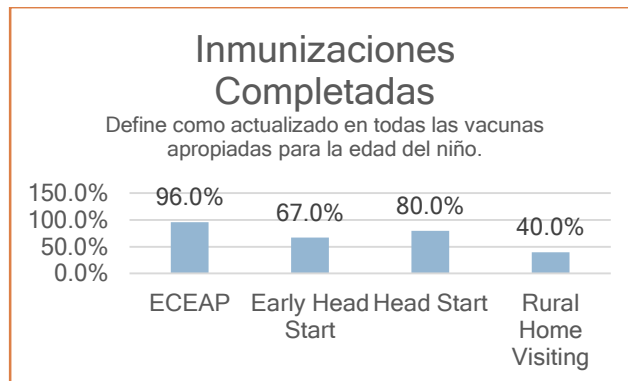 Inmunizaciones
Completadas
Define como actualizado en todas las vacunas
apropiadas para la edad del niño.
150.0%
100.0%
50.0%
0.0%
96.0%
67.0%
80.0%
40.0%
ECEAP
Early Head
Start
Head Start
Rural
Home
Visiting